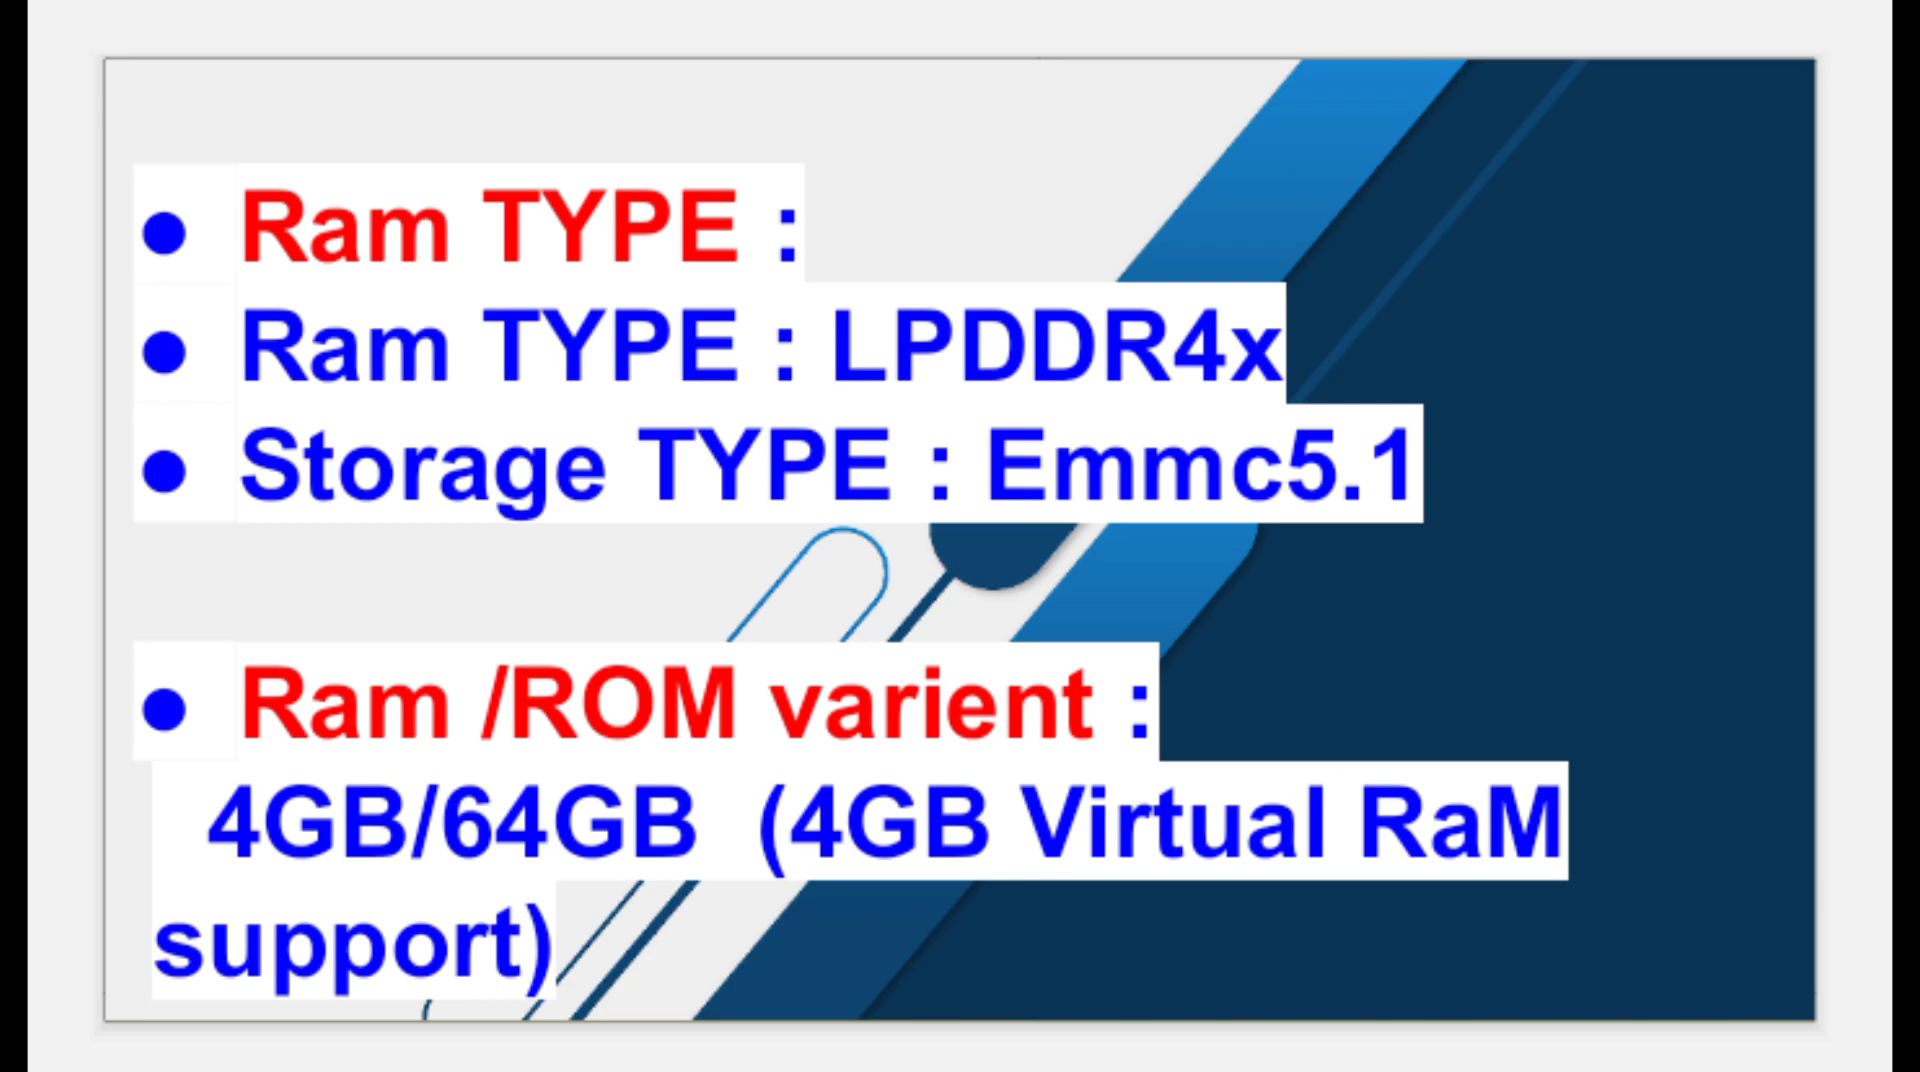 ● Ram TYPE :
● Ram TYPE : LPDDR4x
● Storage TYPE : Emmc5.1
● Ram /ROM varient :
4GB/64GB (4GB Virtual RaM
support)